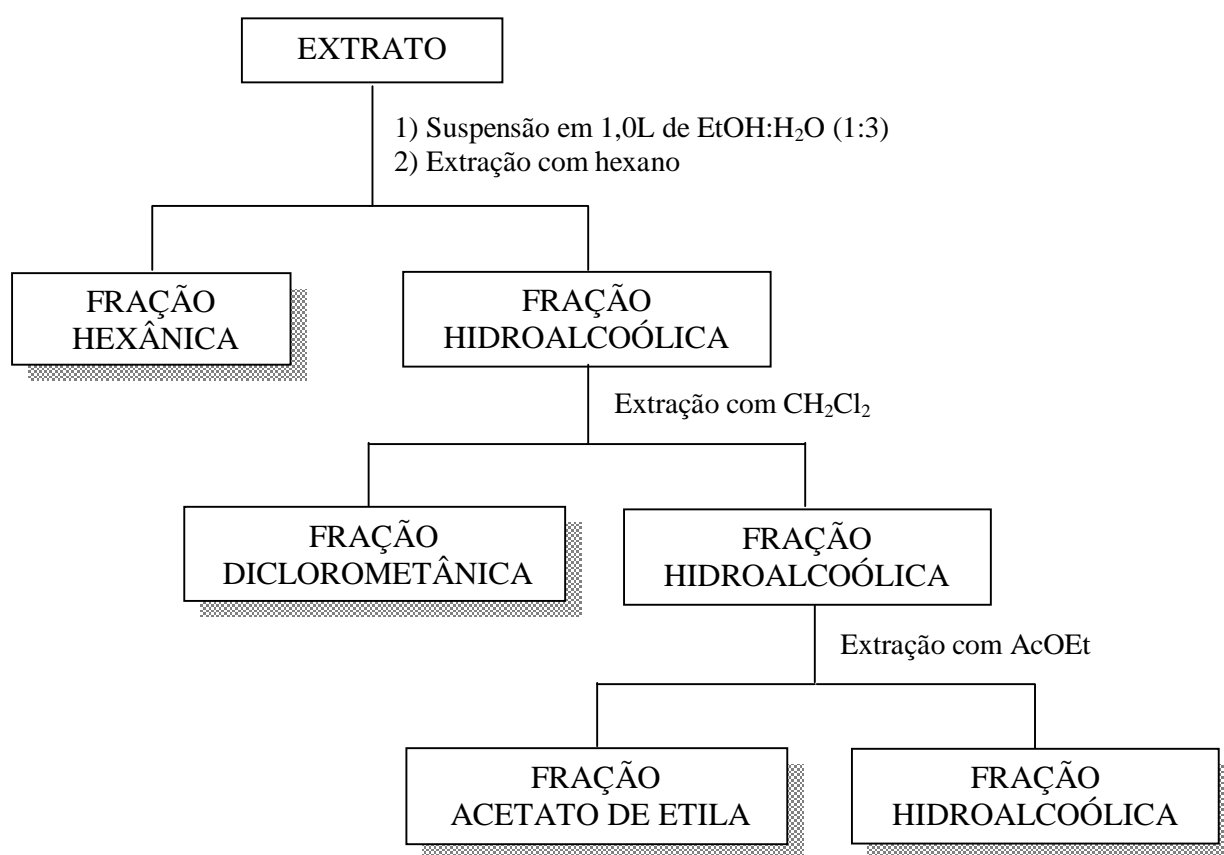 EXTRATO
1) Suspensão em 1,0L de EtOH:H₂O (1:3)
2) Extração com hexano
FRAÇÃO
HEXÂNICA
FRAÇÃO
HIDROALCOÓLICA
Extração com CH₂Cl₂
FRAÇÃO
DICLOROMETÂNICA
FRAÇÃO
HIDROALCOÓLICA
Extração com AcOEt
FRAÇÃO
ACETATO DE ETILA
FRAÇÃO
HIDROALCOÓLICA